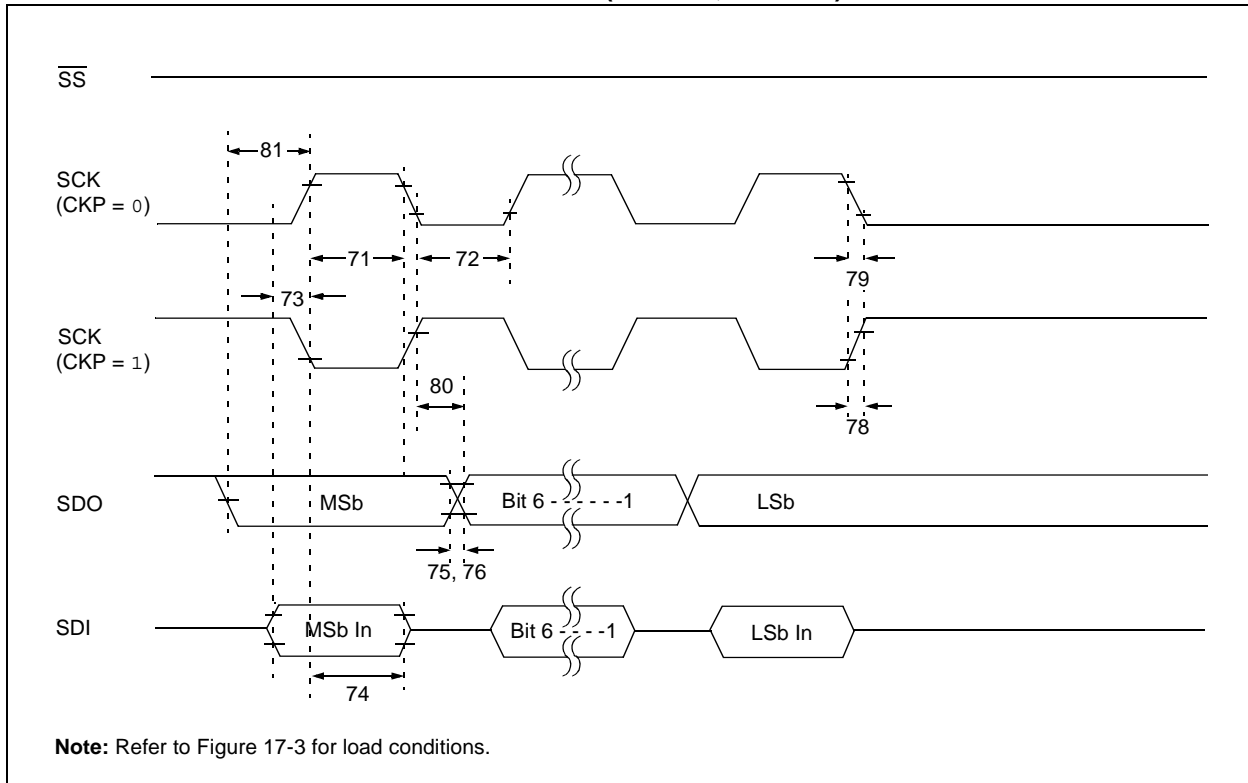 SS
81
SCK
(CKP = 0)
71
72
79
73
SCK
(CKP = 1)
80
78
SDO
MSb
Bit 6 - - - - - -1
LSb
75, 76
SDI
MSb In
Bit 6 - - - - -1
LSb In
74
Note: Refer to Figure 17-3 for load conditions.